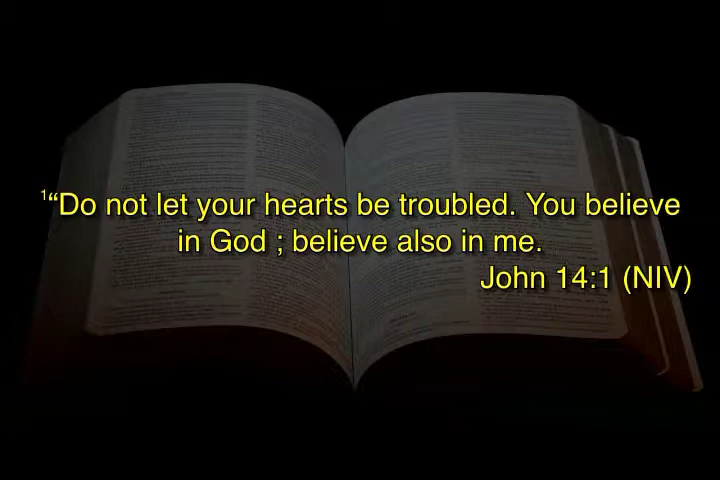 ¹“Do not let your hearts be troubled. You believe
in God ; believe also in me.
John 14:1 (NIV)